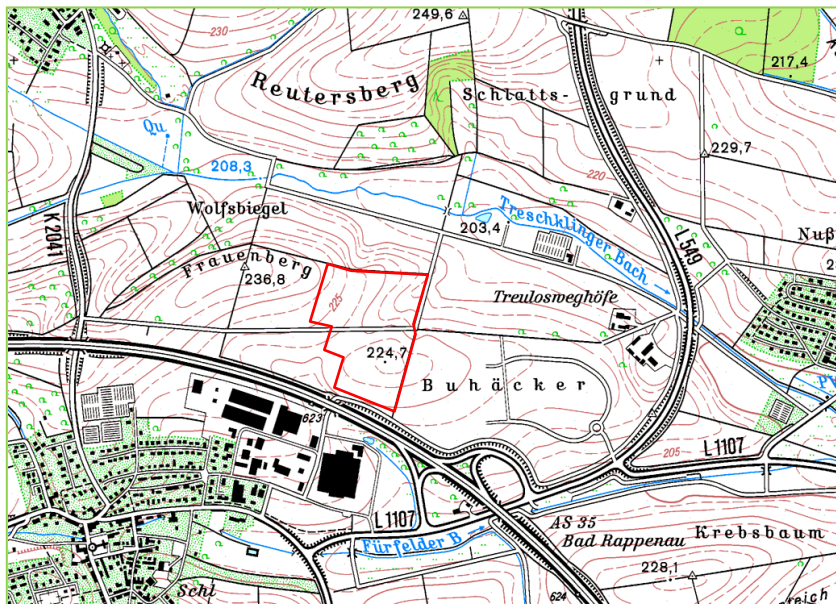 249,6
230
217,4
Reutersberg
Schlatts-
grund
Qu
229,7
208,3
220
Wolfsbiegel
Treschklinger Bach
K 2041
203,4
L 549
Nuß
Frauenberg
236,8
225
Treulosweghöfe
224,7
Buhäcker
623
205
L 1107
L 1107
AS 35
Bad Rappenau
Krebsbaum
Fürfelder B
228,1
Schl
624
reich